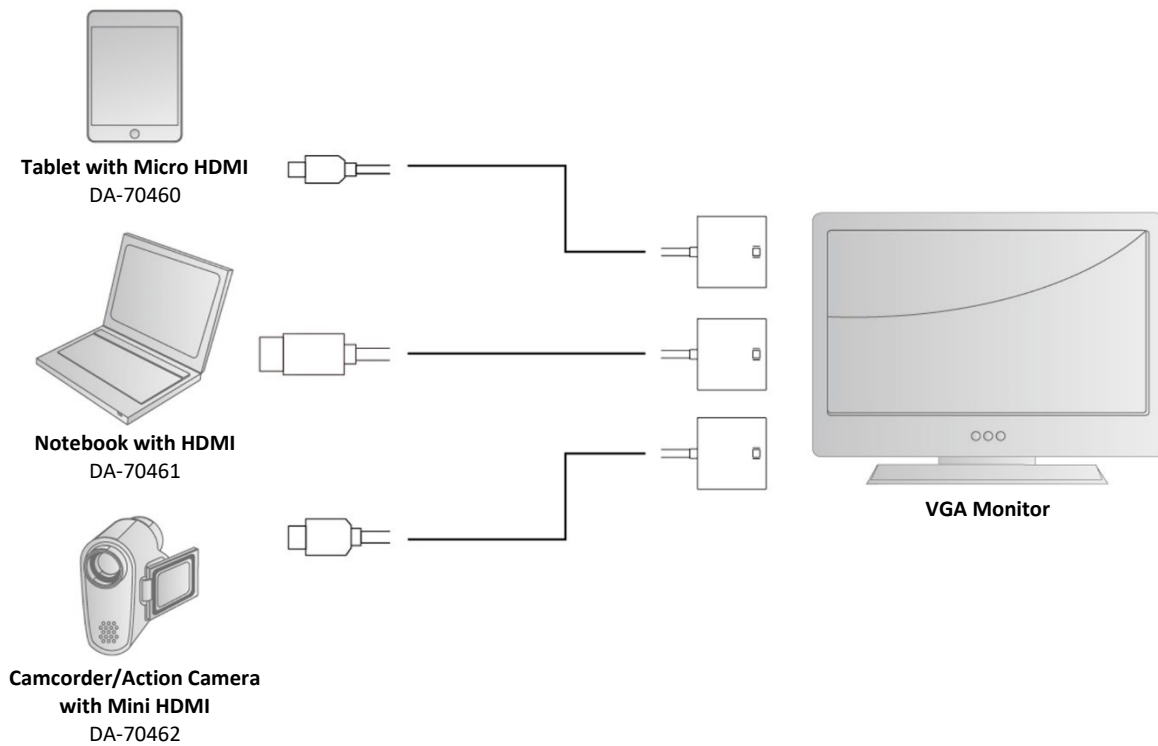 Tablet with Micro HDMI
DA-70460
Notebook with HDMI
DA-70461
VGA Monitor
Camcorder/Action Camera
with Mini HDMI
DA-70462